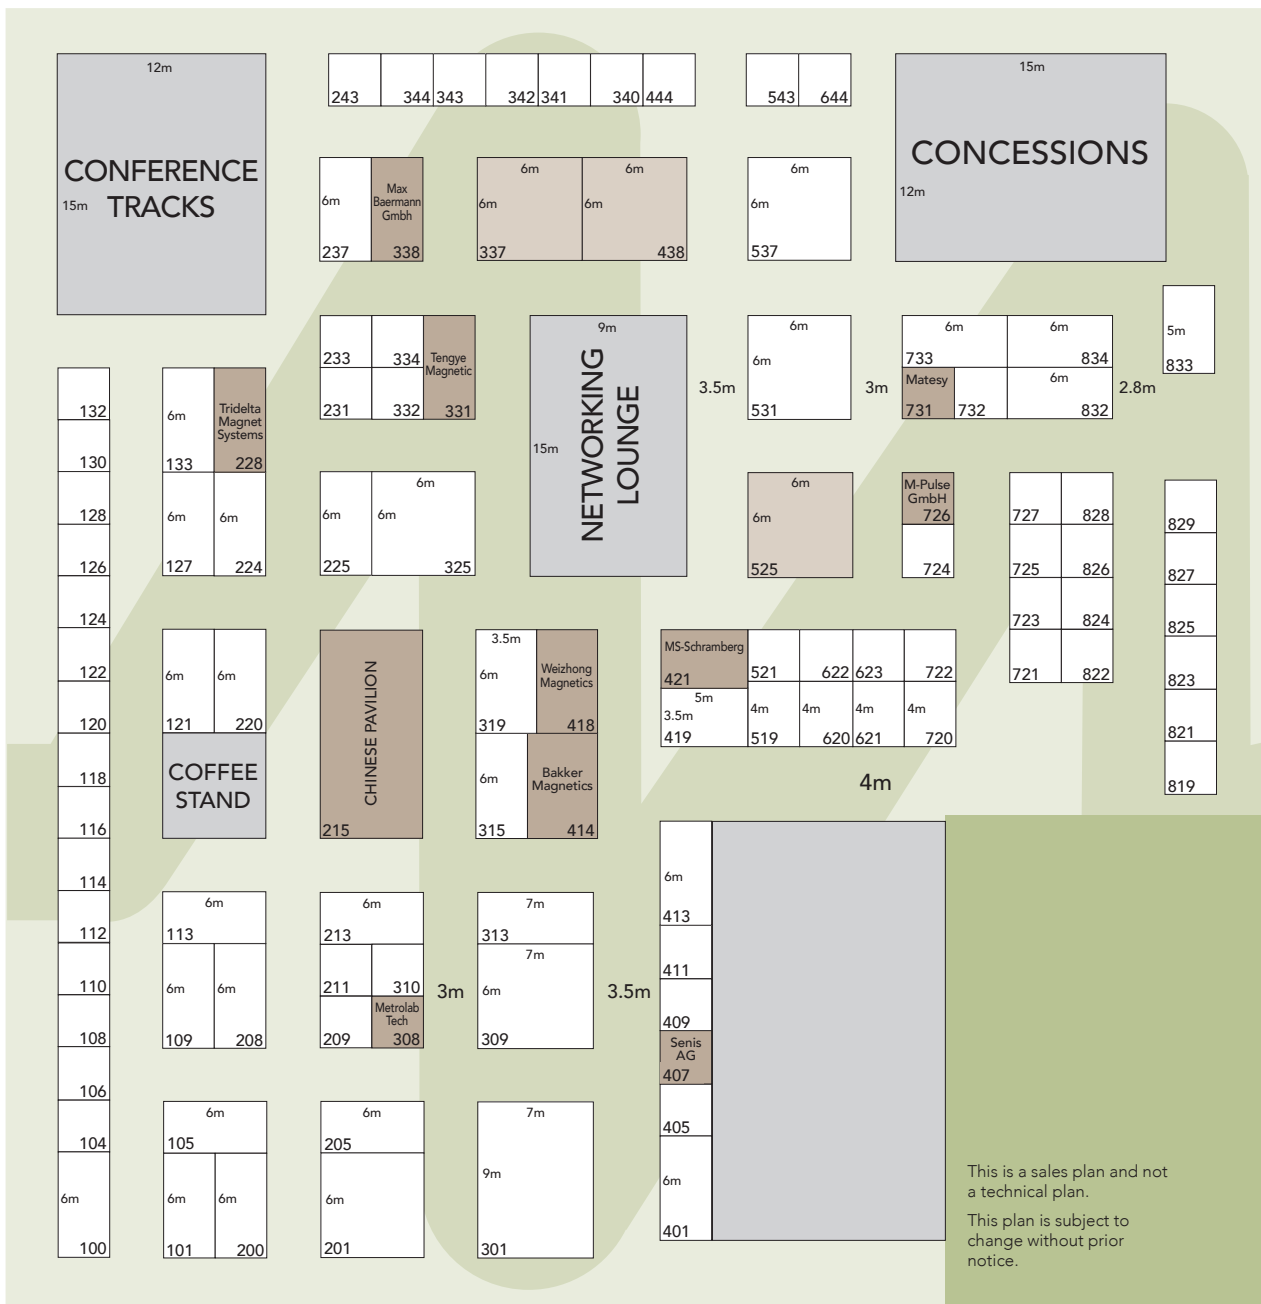 12m
CONFERENCE
TRACKS
15m
243
344
343
342
341
340
444
543
644
15m
CONCESSIONS
12m
6m
237
Max
Baermann
Gmbh
338
6m
6m
337
6m
6m
438
6m
6m
537
233
334
231
332
Tengye
Magnetic
331
9m
NETWORKING
LOUNGE
15m
3.5m
6m
6m
531
3m
6m
733
6m
834
Matesy
731
732
6m
832
2.8m
5m
833
132
130
128
126
124
122
120
118
116
114
112
110
108
106
104
6m
100
6m
133
Tridelta
Magnet
Systems
228
6m
127
6m
224
6m
225
6m
6m
325
6m
6m
525
M-Pulse
GmbH
726
724
727
828
725
826
723
824
721
822
829
827
825
823
821
819
6m
121
6m
220
COFFEE
STAND
CHINESE PAVILION
215
3.5m
6m
319
Weizhong
Magnetics
418
6m
315
Bakker
Magnetics
414
MS-Schramberg
421
5m
3.5m
419
521
622
623
722
4m
519
4m
620
4m
621
4m
720
4m
6m
113
6m
109
6m
208
6m
213
211
310
209
Metrolab
Tech
308
3m
7m
313
7m
6m
309
3.5m
6m
413
411
409
Senis
AG
407
405
6m
401
6m
105
6m
101
6m
200
6m
205
6m
201
7m
9m
301
This is a sales plan and not
a technical plan.
This plan is subject to
change without prior
notice.